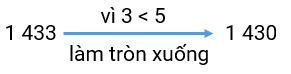 vì 3 < 5
1 433 1 430
làm tròn xuống